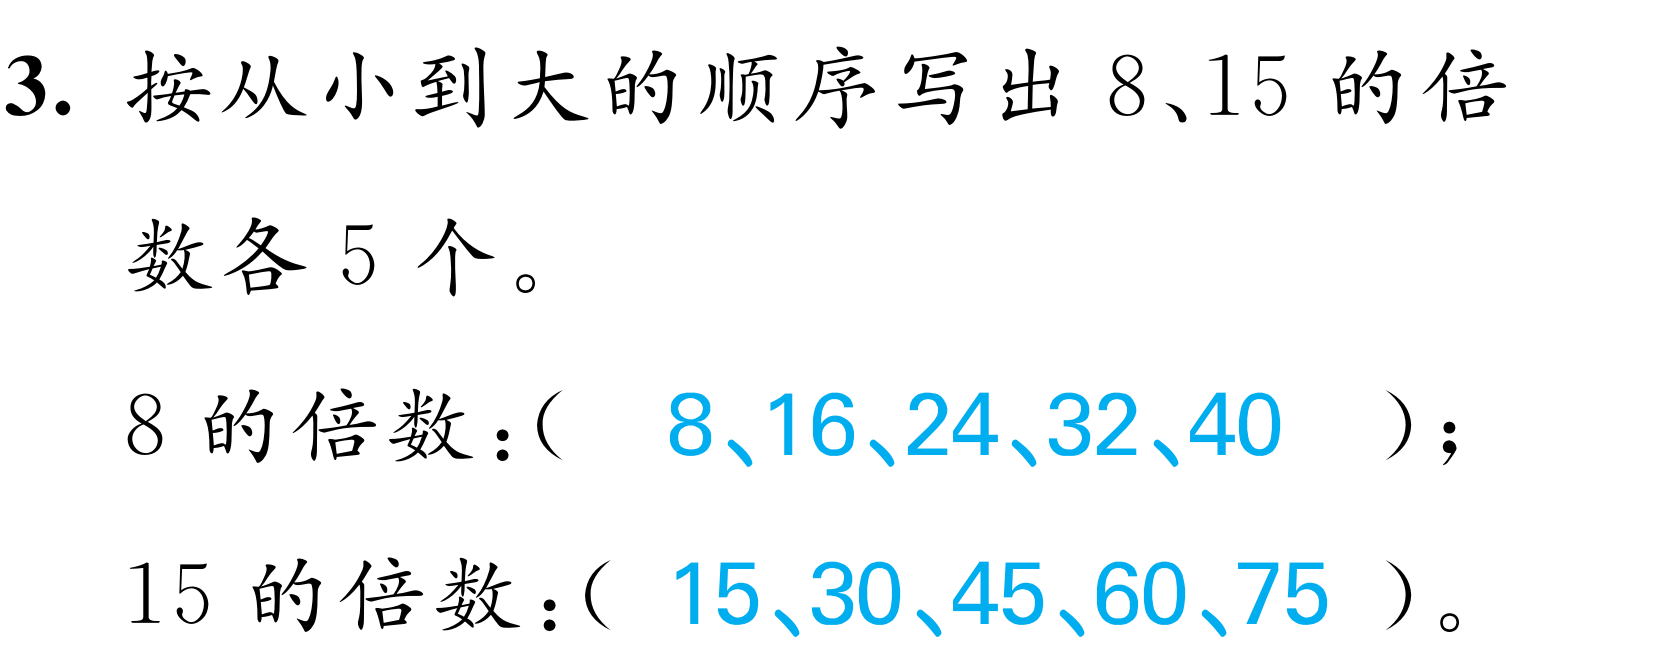 3. 按从小到大的顺序写出 8、15 的倍
数各 5 个。
8 的倍数:( 8、16、24、32、40 );
15 的倍数:( 15、30、45、60、75 )。